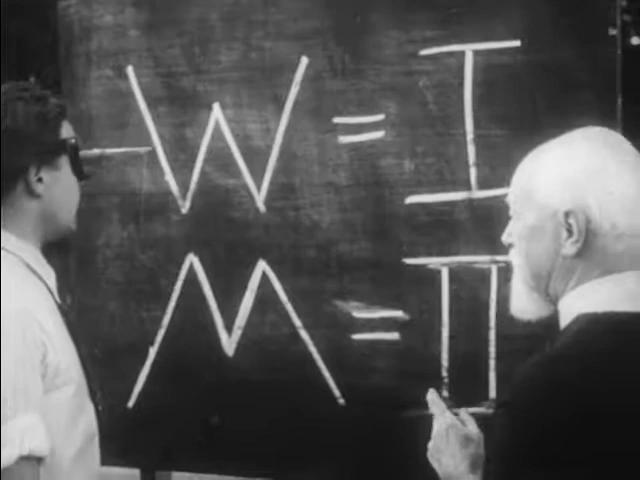 W = I
M = II